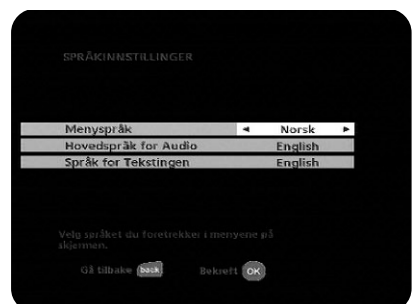 SPRÅKINNSTILLINGER
Menyspråk ◄ Norsk ►
Hovedspråk for Audio English
Språk for Tekstingen English
Velg språket du foretrekker i menyene på
skjermen.
Gå tilbake back Bekreft OK